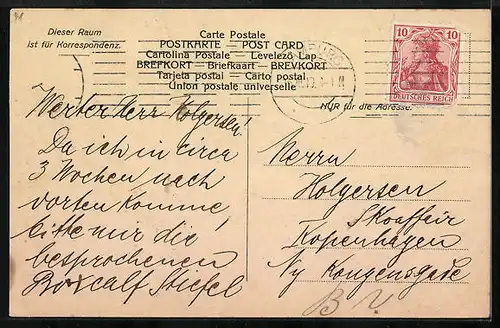 Dieser Raum
ist für Korrespondenz.
Carte Postale
POSTKARTE — POST CARD
Cartolina Postale — Levelező Lap
BREFKORT — Briefkaart — BREVKORT
Tarjeta postal — Carto postal
Union postale universelle
NUR für die Adresse.
10 10
DEUTSCHES REICH
Werter Herr Holgersen!
Da ich in circa
3 Wochen nach
dorten komme,
bitte mir die
besprochenen
Boxcalf Stiefel
Herrn
Holgersen
Kopenhagen
Ny Kongensgade